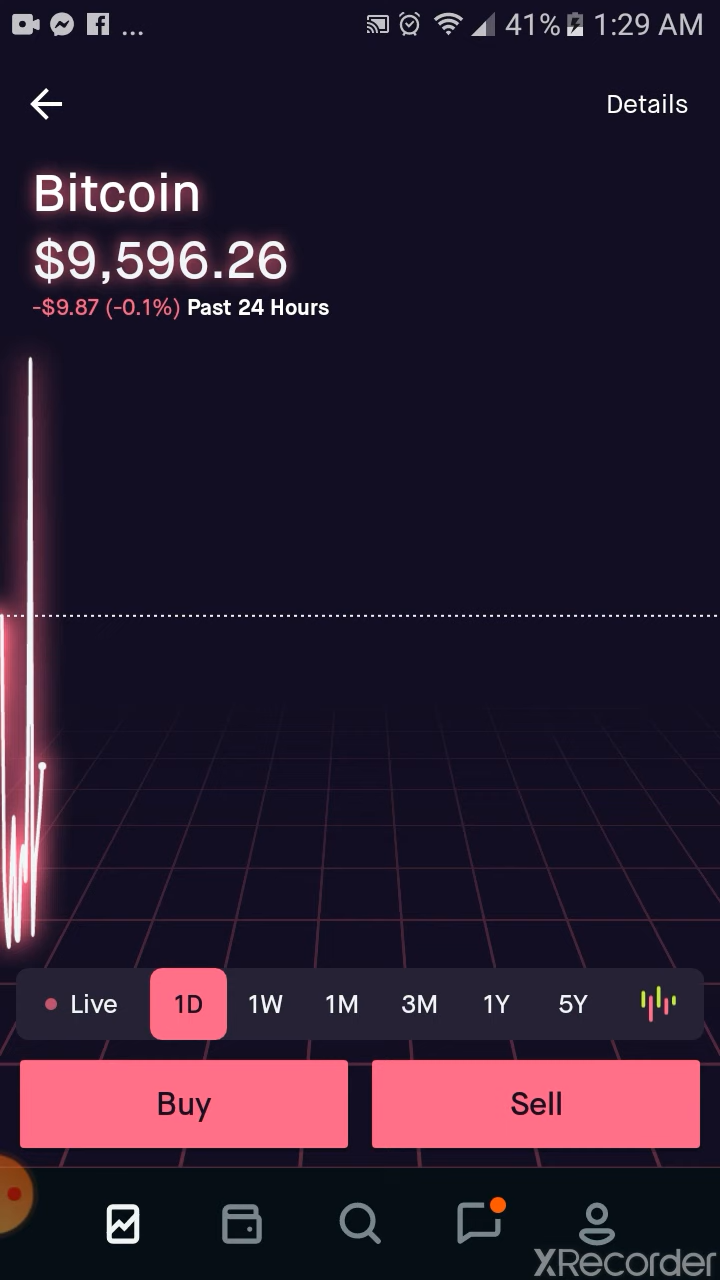 ... 41% 1:29 AM
Details
Bitcoin
$9,596.26
-$9.87 (-0.1%) Past 24 Hours
Live 1D 1W 1M 3M 1Y 5Y
Buy Sell
XRecorder